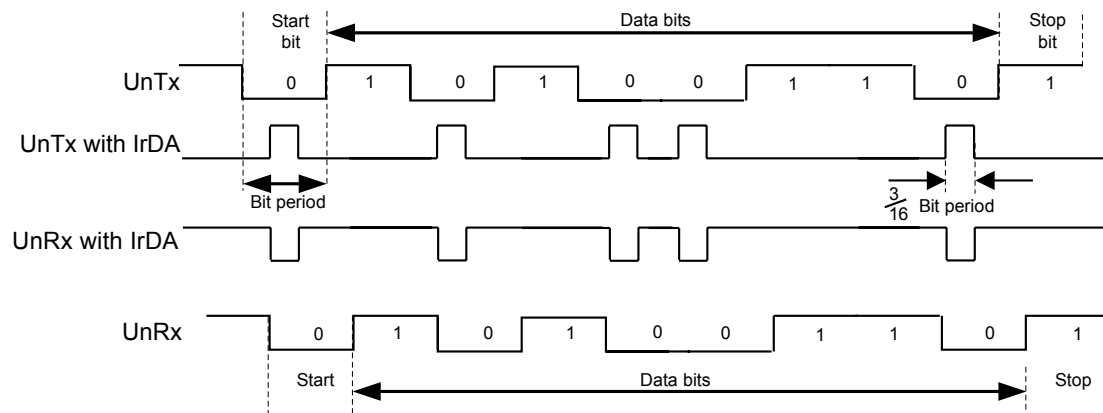 Start
bit
Data bits
Stop
bit
UnTx 0 1 0 1 0 0 1 1 0 1
UnTx with IrDA
Bit period
3/16 Bit period
UnRx with IrDA
UnRx 0 1 0 1 0 0 1 1 0 1
Start Data bits Stop